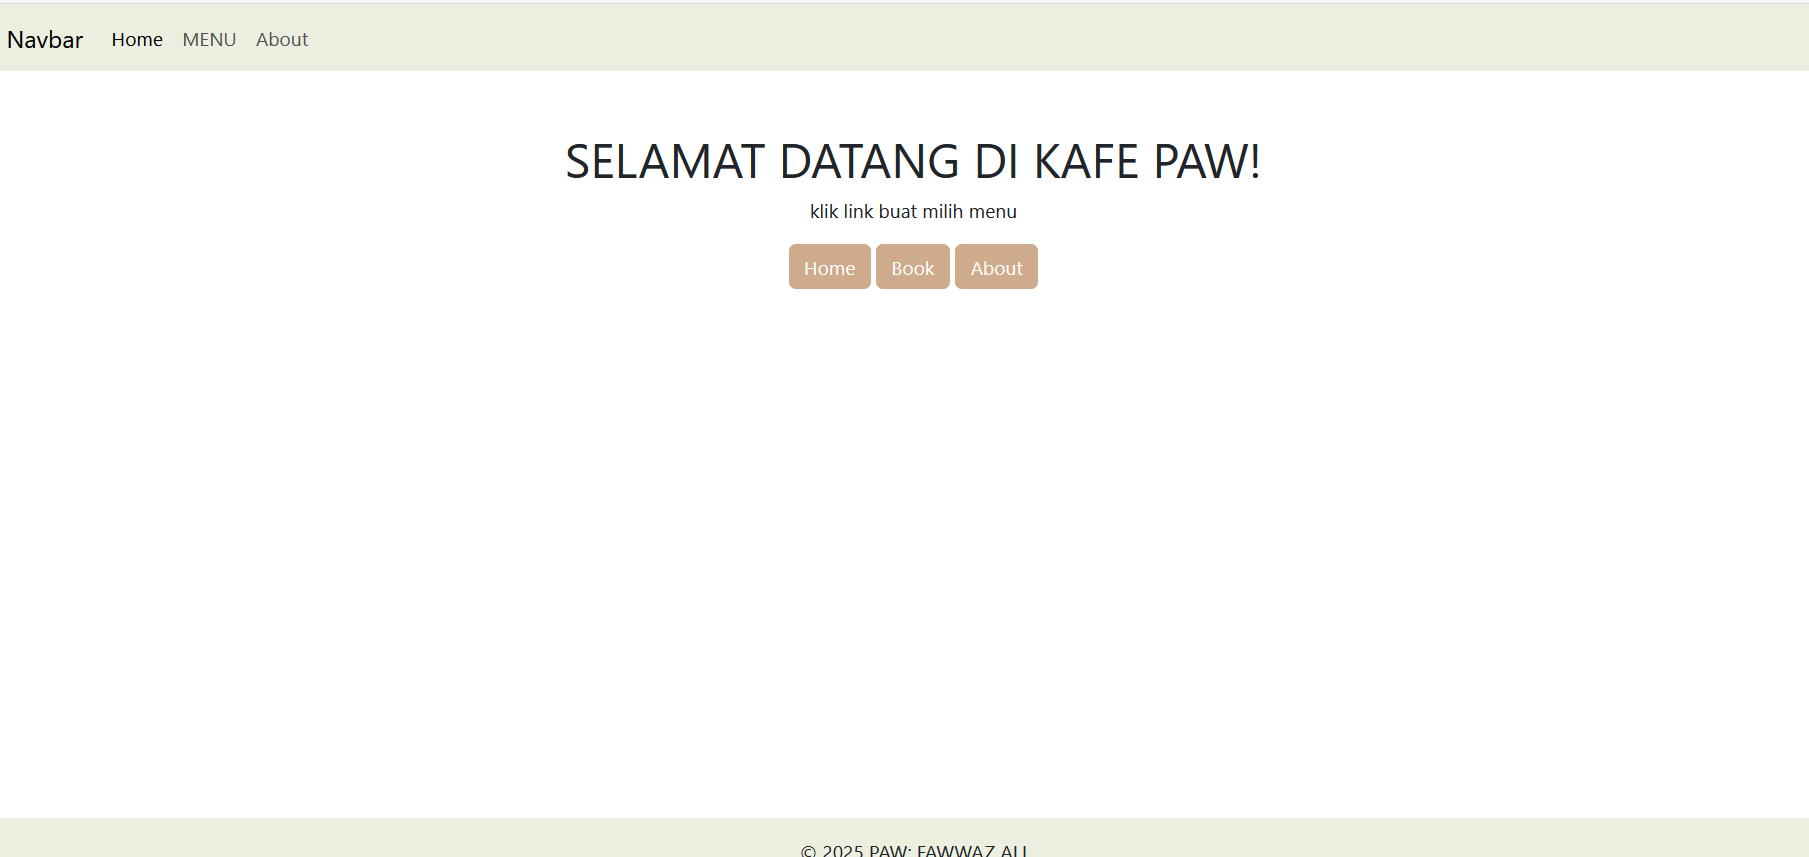 Navbar Home MENU About
SELAMAT DATANG DI KAFE PAW!
klik link buat milih menu
Home Book About
© 2025 PAW: FAWWAZ ALI